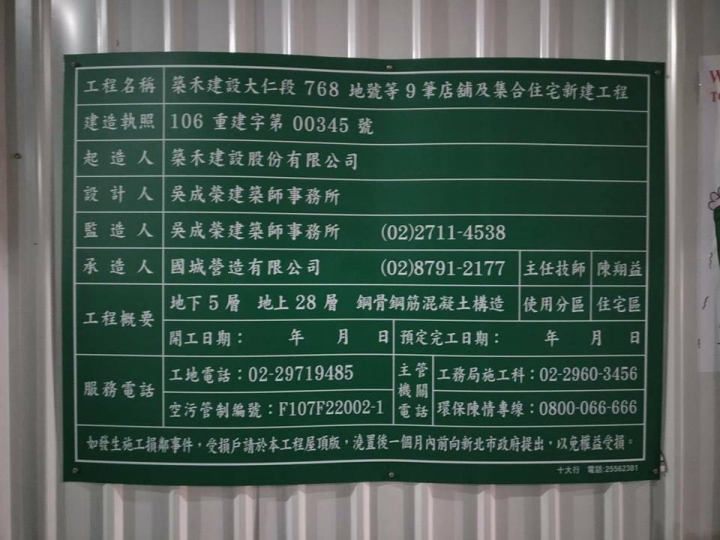 工程名稱 築禾建設大仁段 768 地號等 9 筆店舖及集合住宅新建工程
建造執照 106 重建字第 00345 號
起造人 築禾建設股份有限公司
設計人 吳成榮建築師事務所
監造人 吳成榮建築師事務所 (02)2711-4538
承造人 國城營造有限公司 (02)8791-2177 主任技師 陳翔益
工程概要 地下 5 層 地上 28 層 鋼骨鋼筋混凝土構造 使用分區 住宅區
開工日期： 年 月 日 預定完工日期： 年 月 日
服務電話 工地電話：02-29719485 主管機關電話 工務局施工科：02-2960-3456
空污管制編號：F107F22002-1 環保陳情專線：0800-066-666
如發生施工損鄰事件，受損戶請於本工程屋頂版，澆置後一個月內前向新北市政府提出，以免權益受損。
十大行 電話:25562381